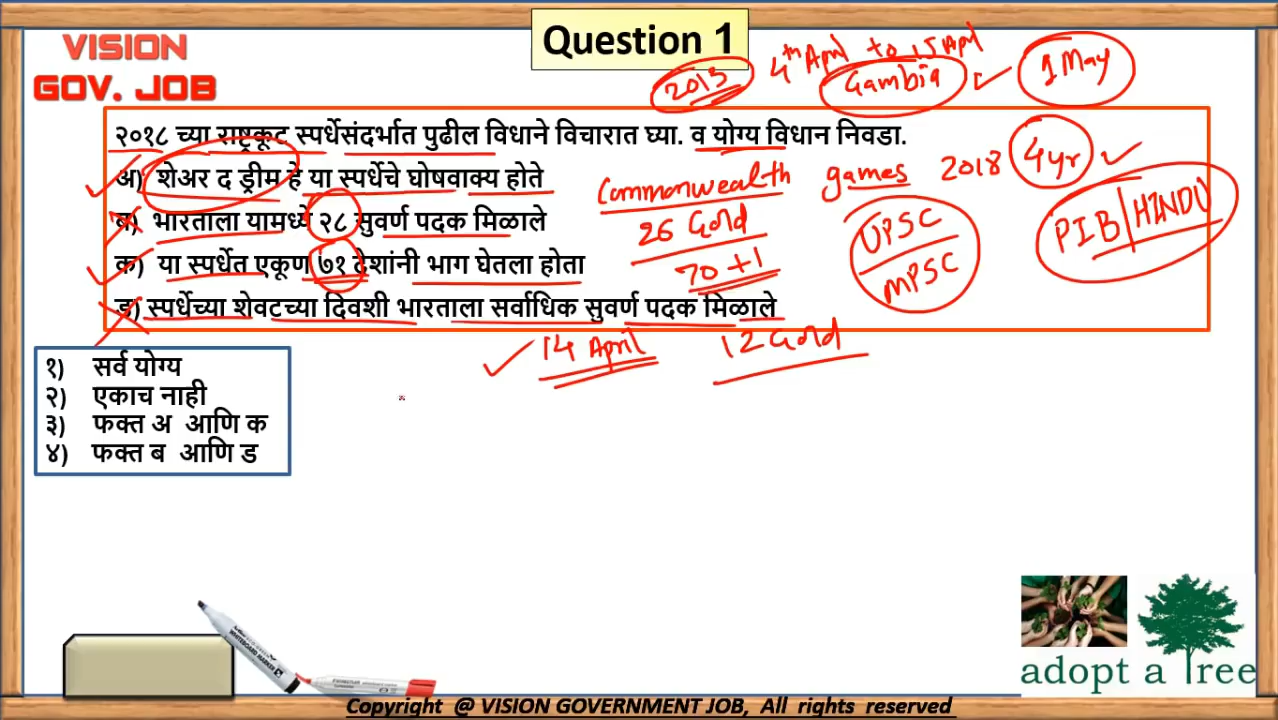 VISION
GOV. JOB
Question 1
2013 4th April to 15 Apl
Gambia
1 May
२०१८ च्या राष्ट्रकूट स्पर्धेसंदर्भात पुढील विधाने विचारात घ्या. व योग्य विधान निवडा.
अ) शेअर द ड्रीम हे या स्पर्धेचे घोषवाक्य होते
Commonwealth games 2018 4yr
ब) भारताला यामध्ये २८ सुवर्ण पदक मिळाले
26 Gold
UPSC
MPSC
PIB | HINDU
क) या स्पर्धेत एकूण ७१ देशांनी भाग घेतला होता
70 +1
ड) स्पर्धेच्या शेवटच्या दिवशी भारताला सर्वाधिक सुवर्ण पदक मिळाले
14 April 12 Gold
१) सर्व योग्य
२) एकाच नाही
३) फक्त अ आणि क
४) फक्त ब आणि ड
adopt a Tree
Copyright @ VISION GOVERNMENT JOB, All rights reserved